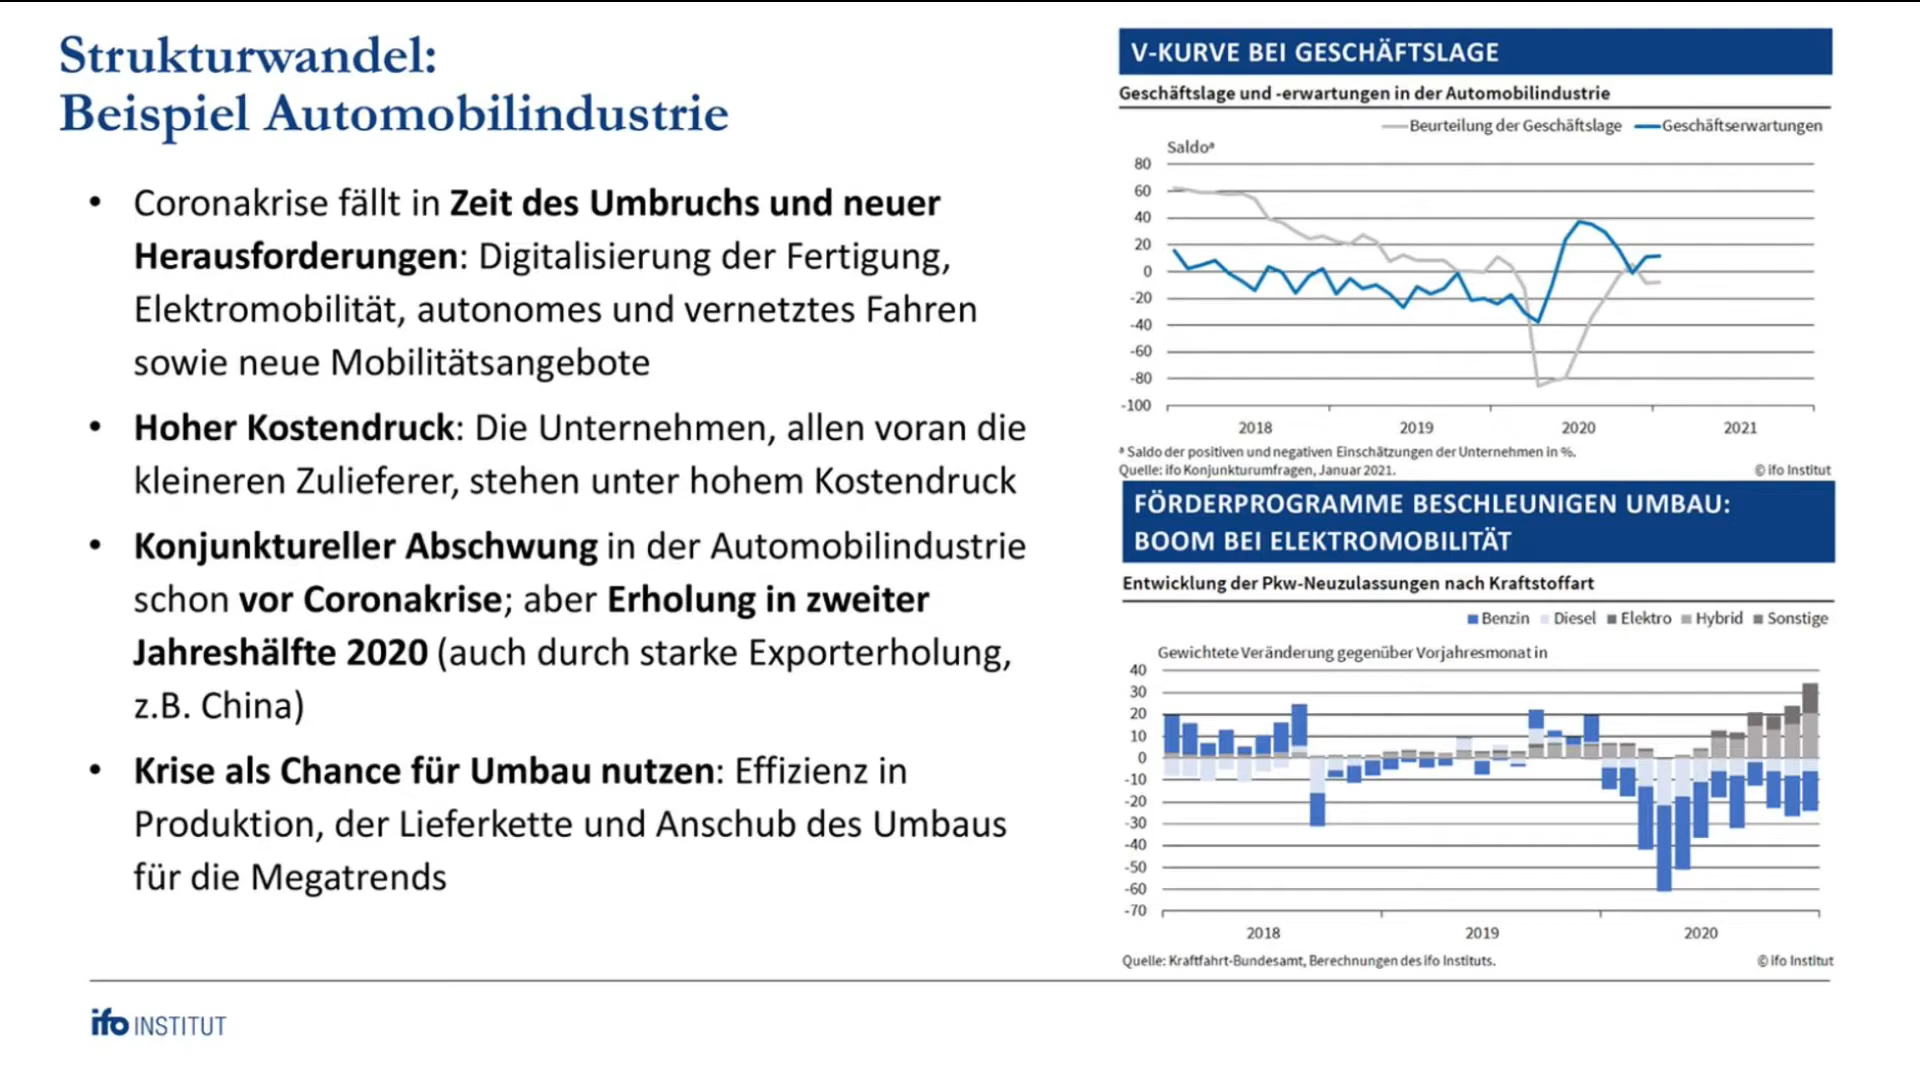 Strukturwandel:
Beispiel Automobilindustrie
• Coronakrise fällt in Zeit des Umbruchs und neuer
Herausforderungen: Digitalisierung der Fertigung,
Elektromobilität, autonomes und vernetztes Fahren
sowie neue Mobilitätsangebote
• Hoher Kostendruck: Die Unternehmen, allen voran die
kleineren Zulieferer, stehen unter hohem Kostendruck
• Konjunktureller Abschwung in der Automobilindustrie
schon vor Coronakrise; aber Erholung in zweiter
Jahreshälfte 2020 (auch durch starke Exporterholung,
z.B. China)
• Krise als Chance für Umbau nutzen: Effizienz in
Produktion, der Lieferkette und Anschub des Umbaus
für die Megatrends
V-KURVE BEI GESCHÄFTSLAGE
Geschäftslage und -erwartungen in der Automobilindustrie
Beurteilung der Geschäftslage Geschäftserwartungen
Saldoª
80
60
40
20
0
-20
-40
-60
-80
-100
2018 2019 2020 2021
ª Saldo der positiven und negativen Einschätzungen der Unternehmen in %.
Quelle: ifo Konjunkturumfragen, Januar 2021. © ifo Institut
FÖRDERPROGRAMME BESCHLEUNIGEN UMBAU:
BOOM BEI ELEKTROMOBILITÄT
Entwicklung der Pkw-Neuzulassungen nach Kraftstoffart
Benzin Diesel Elektro Hybrid Sonstige
Gewichtete Veränderung gegenüber Vorjahresmonat in
40
30
20
10
0
-10
-20
-30
-40
-50
-60
-70
2018 2019 2020
Quelle: Kraftfahrt-Bundesamt, Berechnungen des ifo Instituts. © ifo Institut
ifo INSTITUT